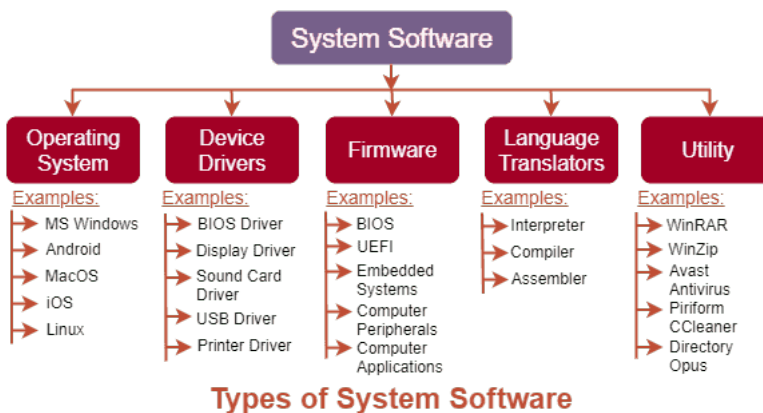 System Software
Operating
System
Device
Drivers
Firmware
Language
Translators
Utility
Examples:
MS Windows
Android
MacOS
iOS
Linux
Examples:
BIOS Driver
Display Driver
Sound Card
Driver
USB Driver
Printer Driver
Examples:
BIOS
UEFI
Embedded
Systems
Computer
Peripherals
Computer
Applications
Examples:
Interpreter
Compiler
Assembler
Examples:
WinRAR
WinZip
Avast
Antivirus
Piriform
CCleaner
Directory
Opus
Types of System Software